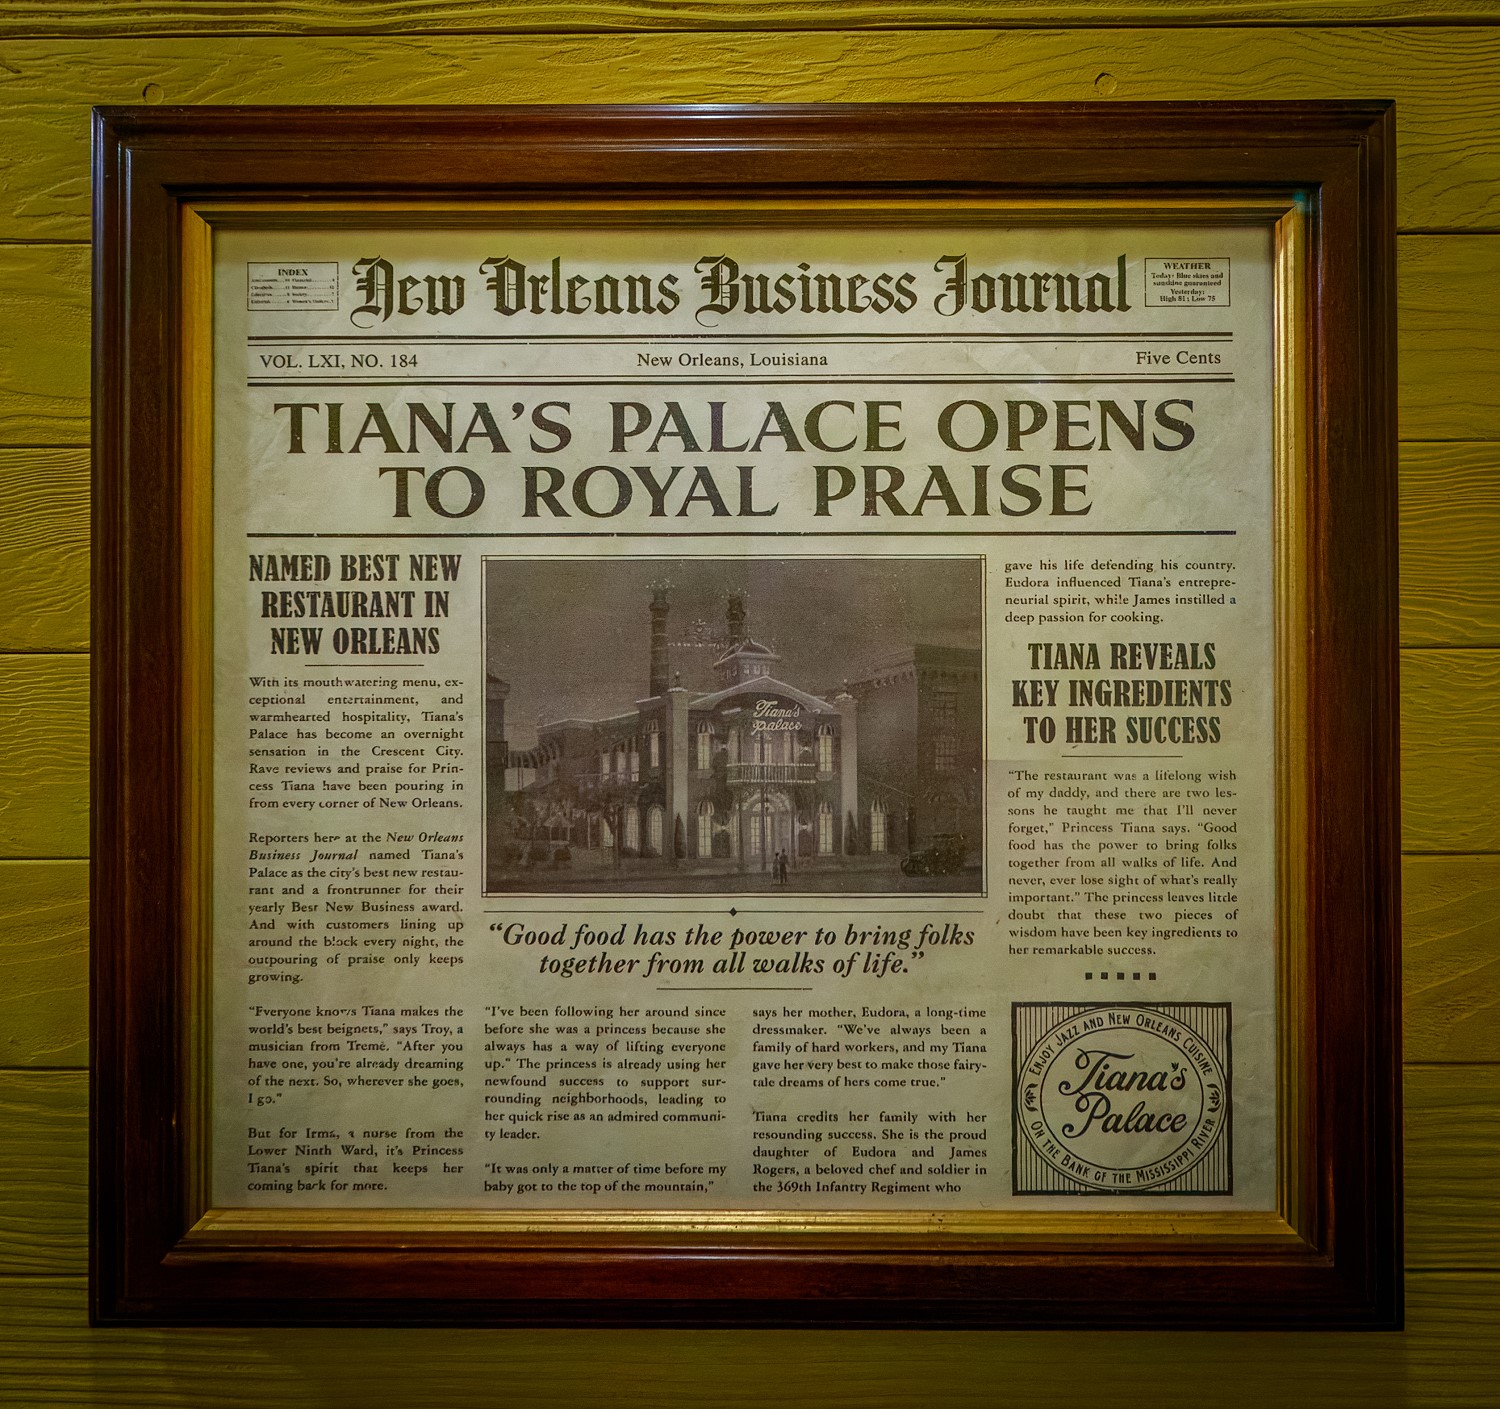 INDEX
New Orleans Business Journal
WEATHER
Today: Blue skies and
sunshine guaranteed
Yesterday:
High 81; Low 75
VOL. LXI, NO. 184
New Orleans, Louisiana
Five Cents
TIANA'S PALACE OPENS
TO ROYAL PRAISE
NAMED BEST NEW
RESTAURANT IN
NEW ORLEANS
With its mouthwatering menu, ex-
ceptional entertainment, and
warmhearted hospitality, Tiana's
Palace has become an overnight
sensation in the Crescent City.
Rave reviews and praise for Prin-
cess Tiana have been pouring in
from every corner of New Orleans.
Reporters here at the New Orleans
Business Journal named Tiana's
Palace as the city's best new restau-
rant and a frontrunner for their
yearly Best New Business award.
And with customers lining up
around the block every night, the
outpouring of praise only keeps
growing.
"Everyone knows Tiana makes the
world's best beignets," says Troy, a
musician from Tremé. "After you
have one, you're already dreaming
of the next. So, wherever she goes,
I go."
But for Irma, a nurse from the
Lower Ninth Ward, it's Princess
Tiana's spirit that keeps her
coming back for more.
Tiana's
Palace
"Good food has the power to bring folks
together from all walks of life."
"I've been following her around since
before she was a princess because she
always has a way of lifting everyone
up." The princess is already using her
newfound success to support sur-
rounding neighborhoods, leading to
her quick rise as an admired communi-
ty leader.
"It was only a matter of time before my
baby got to the top of the mountain,"
says her mother, Eudora, a long-time
dressmaker. "We've always been a
family of hard workers, and my Tiana
gave her very best to make those fairy-
tale dreams of hers come true."
Tiana credits her family with her
resounding success. She is the proud
daughter of Eudora and James
Rogers, a beloved chef and soldier in
the 369th Infantry Regiment who
gave his life defending his country.
Eudora influenced Tiana's entrepre-
neurial spirit, while James instilled a
deep passion for cooking.
TIANA REVEALS
KEY INGREDIENTS
TO HER SUCCESS
"The restaurant was a lifelong wish
of my daddy, and there are two les-
sons he taught me that I'll never
forget," Princess Tiana says. "Good
food has the power to bring folks
together from all walks of life. And
never, ever lose sight of what's really
important." The princess leaves little
doubt that these two pieces of
wisdom have been key ingredients to
her remarkable success.
ENJOY JAZZ AND NEW ORLEANS CUISINE
Tiana's
Palace
ON THE BANK OF THE MISSISSIPPI RIVER